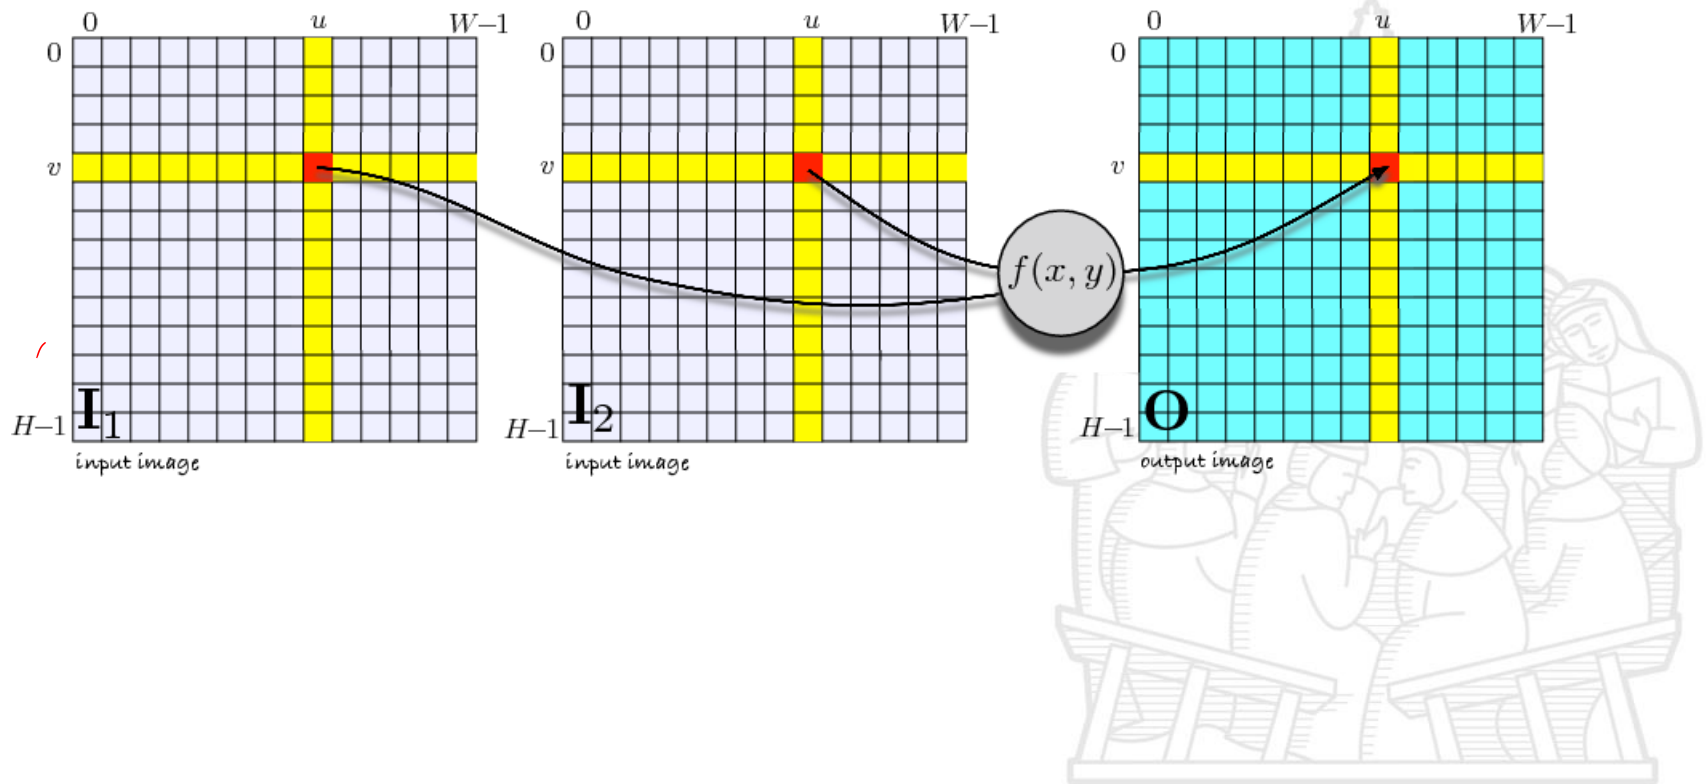 0 u W−1
0 u W−1
0 u W−1
0
0
0
v
v
v
f(x, y)
I₁
I₂
O
H−1
H−1
H−1
input image
input image
output image